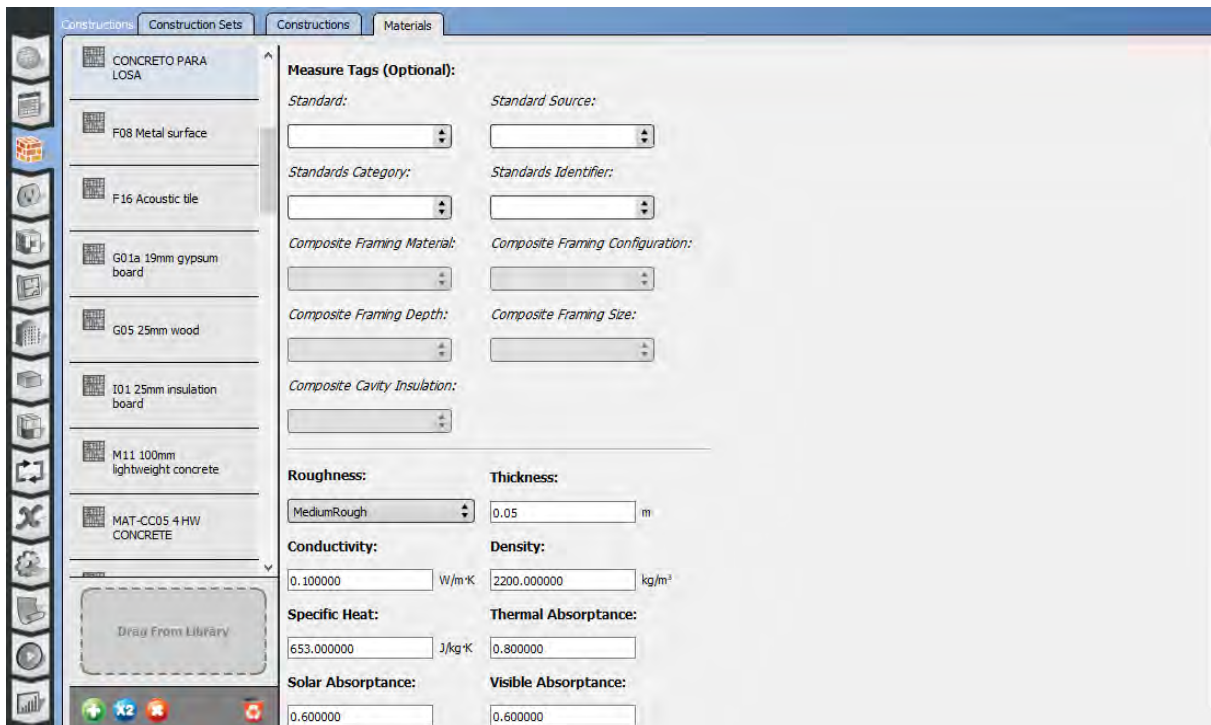 Constructions Construction Sets Constructions Materials
CONCRETO PARA
LOSA
F08 Metal surface
F16 Acoustic tile
G01a 19mm gypsum
board
G05 25mm wood
I01 25mm insulation
board
M11 100mm
lightweight concrete
MAT-CC05 4 HW
CONCRETE
Drag From Library
X2
Measure Tags (Optional):
Standard: Standard Source:
Standards Category: Standards Identifier:
Composite Framing Material: Composite Framing Configuration:
Composite Framing Depth: Composite Framing Size:
Composite Cavity Insulation:
Roughness: Thickness:
MediumRough 0.05 m
Conductivity: Density:
0.100000 W/m·K 2200.000000 kg/m³
Specific Heat: Thermal Absorptance:
653.000000 J/kg·K 0.800000
Solar Absorptance: Visible Absorptance:
0.600000 0.600000